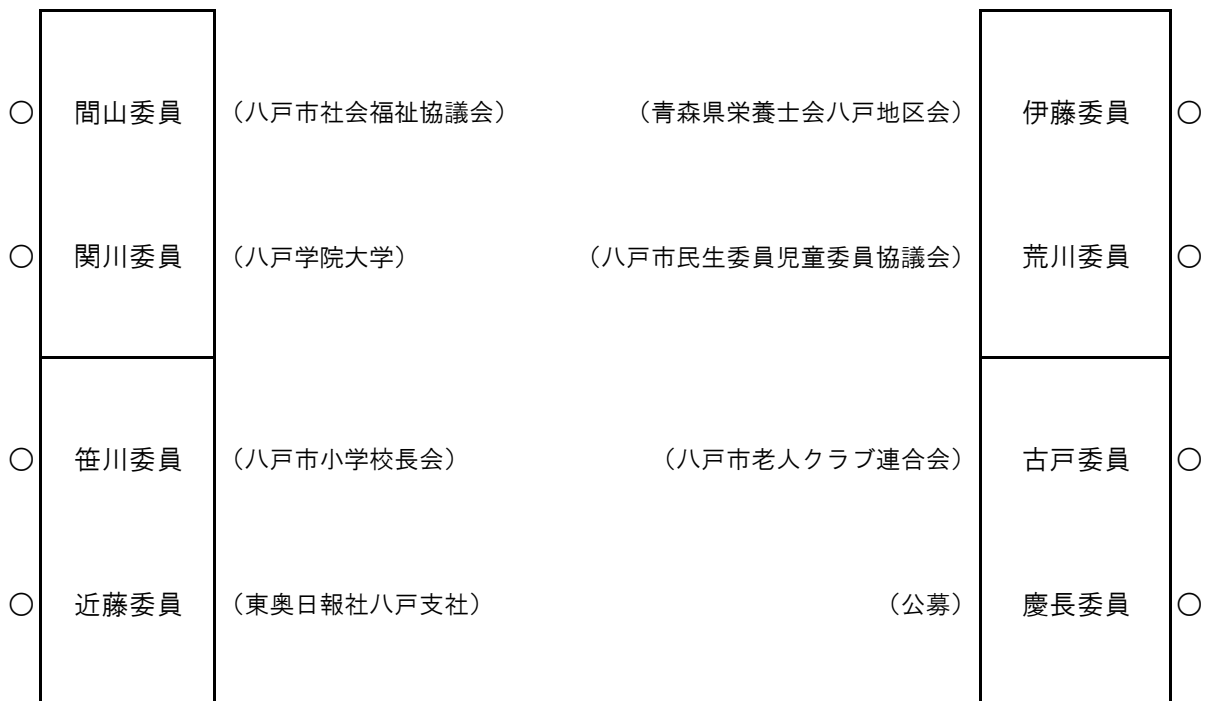 ○ 間山委員 （八戸市社会福祉協議会） （青森県栄養士会八戸地区会） 伊藤委員 ○
○ 関川委員 （八戸学院大学） （八戸市民生委員児童委員協議会） 荒川委員 ○
○ 笹川委員 （八戸市小学校長会） （八戸市老人クラブ連合会） 古戸委員 ○
○ 近藤委員 （東奥日報社八戸支社） （公募） 慶長委員 ○